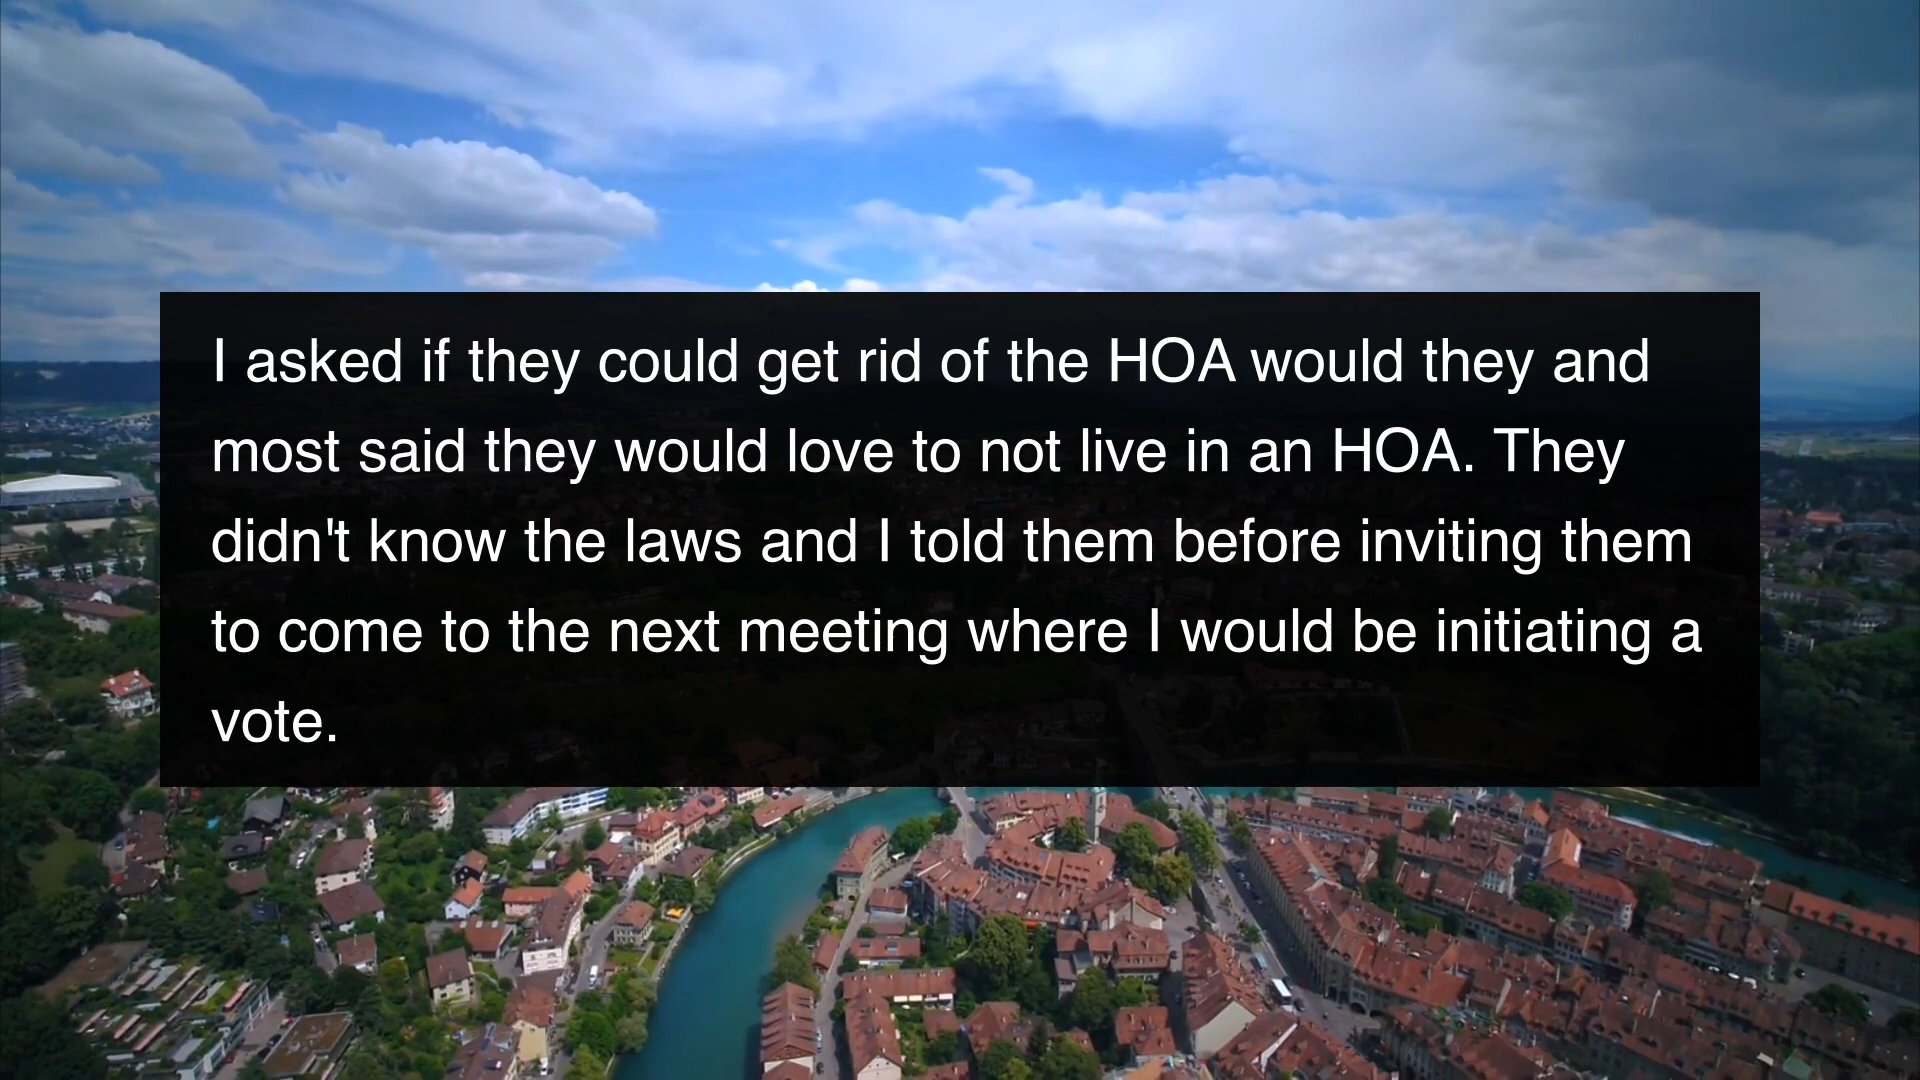 I asked if they could get rid of the HOA would they and
most said they would love to not live in an HOA. They
didn't know the laws and I told them before inviting them
to come to the next meeting where I would be initiating a
vote.